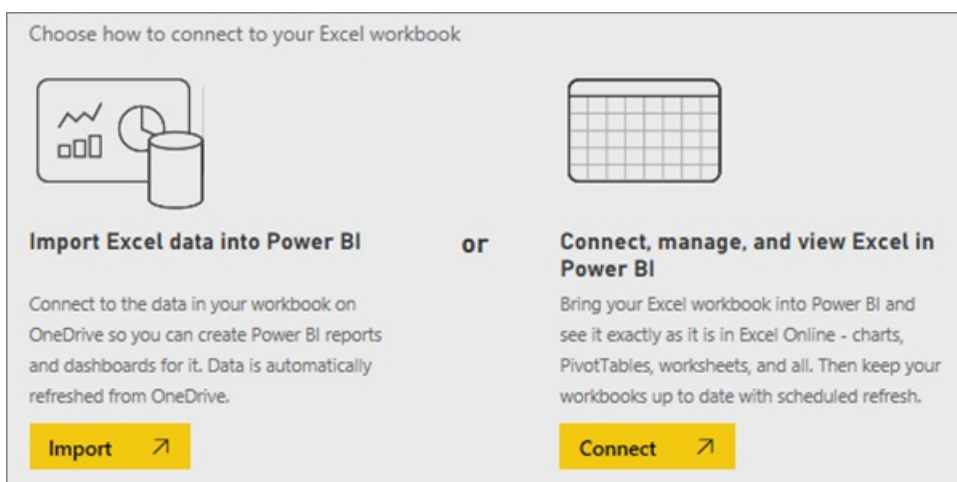 Choose how to connect to your Excel workbook
Import Excel data into Power BI
Connect to the data in your workbook on
OneDrive so you can create Power BI reports
and dashboards for it. Data is automatically
refreshed from OneDrive.
Import
or
Connect, manage, and view Excel in
Power BI
Bring your Excel workbook into Power BI and
see it exactly as it is in Excel Online - charts,
PivotTables, worksheets, and all. Then keep your
workbooks up to date with scheduled refresh.
Connect